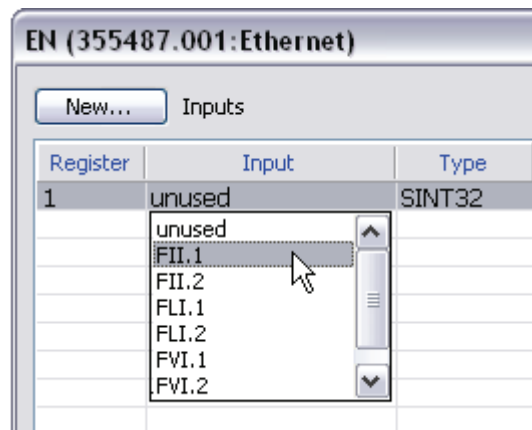 EN (355487.001:Ethernet)
New... Inputs
Register Input Type
1 unused SINT32
unused
FII.1
FII.2
FLI.1
FLI.2
FVI.1
.FVI.2